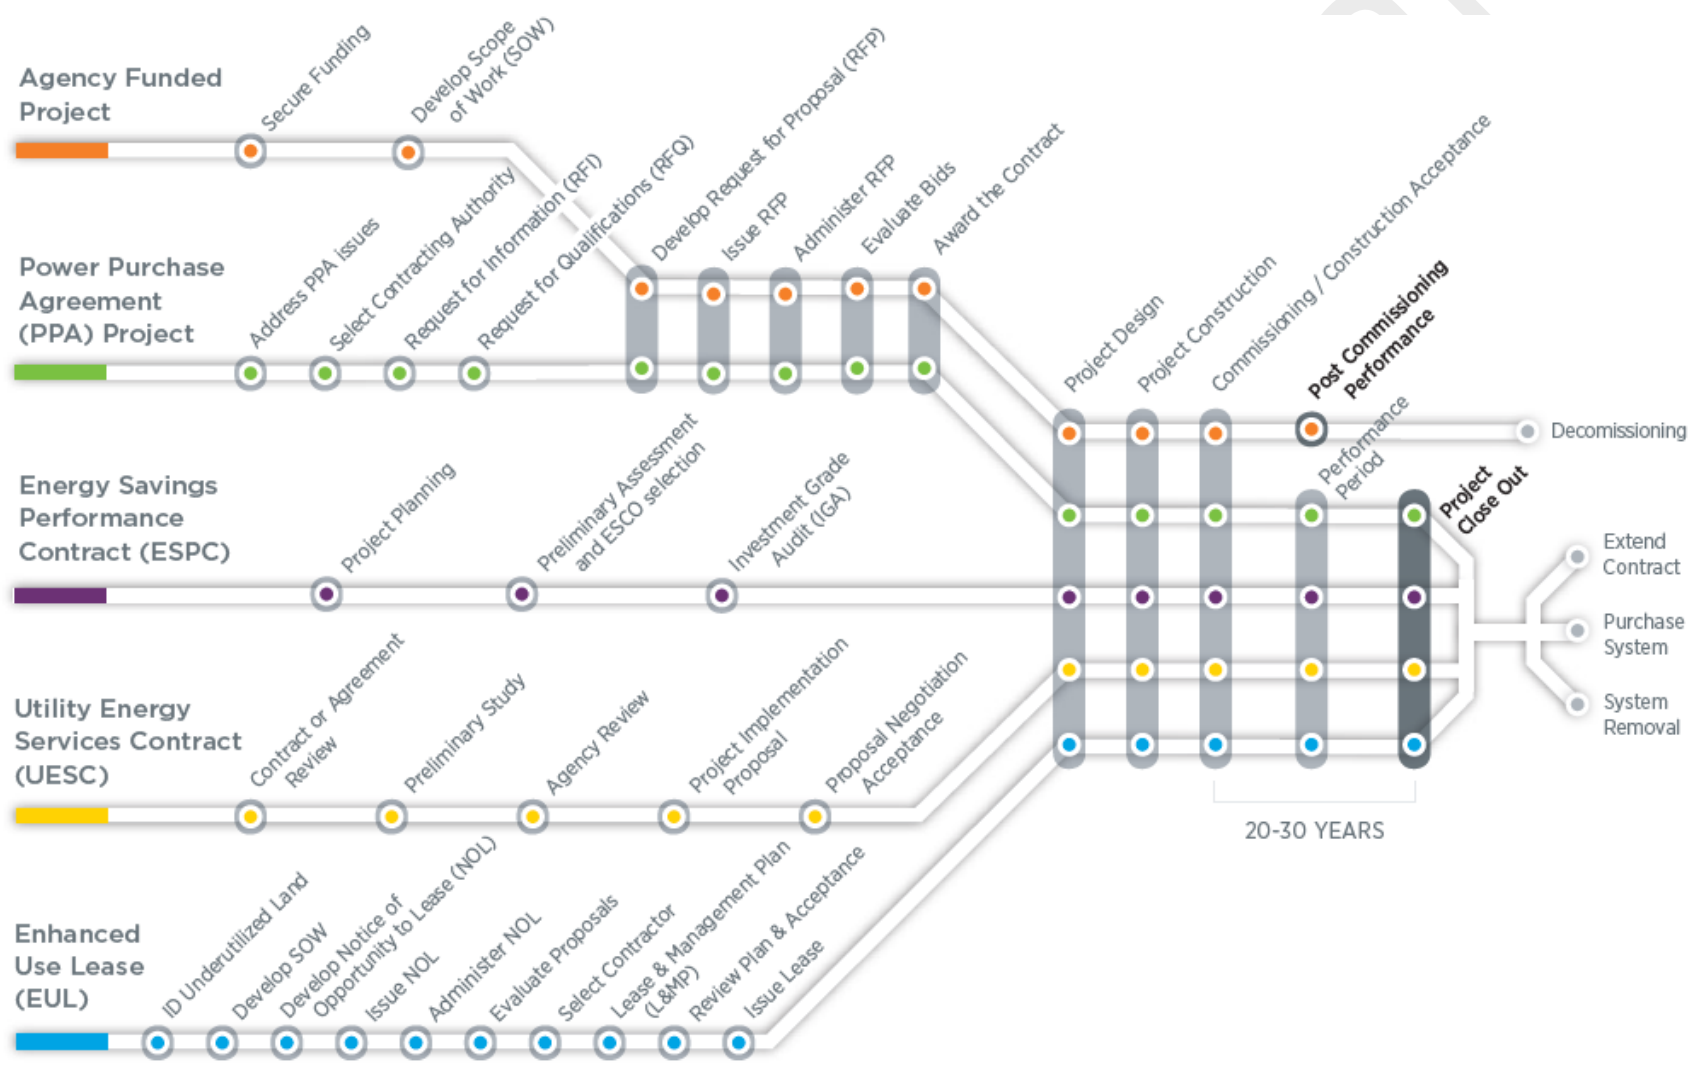 Agency Funded
Project
Secure Funding
Develop Scope
of Work (SOW)
Power Purchase
Agreement
(PPA) Project
Address PPA issues
Select Contracting Authority
Request for Information (RFI)
Request for Qualifications (RFQ)
Develop Request for Proposal (RFP)
Issue RFP
Administer RFP
Evaluate Bids
Award the Contract
Energy Savings
Performance
Contract (ESPC)
Project Planning
Preliminary Assessment
and ESCO selection
Investment Grade
Audit (IGA)
Project Design
Project Construction
Commissioning / Construction Acceptance
Post Commissioning
Performance
Decomissioning
Performance
Period
Project
Close Out
Extend
Contract
Purchase
System
System
Removal
20-30 YEARS
Utility Energy
Services Contract
(UESC)
Contract or Agreement
Review
Preliminary Study
Agency Review
Project Implementation
Proposal
Proposal Negotiation
Acceptance
Enhanced
Use Lease
(EUL)
ID Underutilized Land
Develop SOW
Develop Notice of
Opportunity to Lease (NOL)
Issue NOL
Administer NOL
Evaluate Proposals
Select Contractor
Lease & Management Plan
(L&MP)
Review Plan & Acceptance
Issue Lease